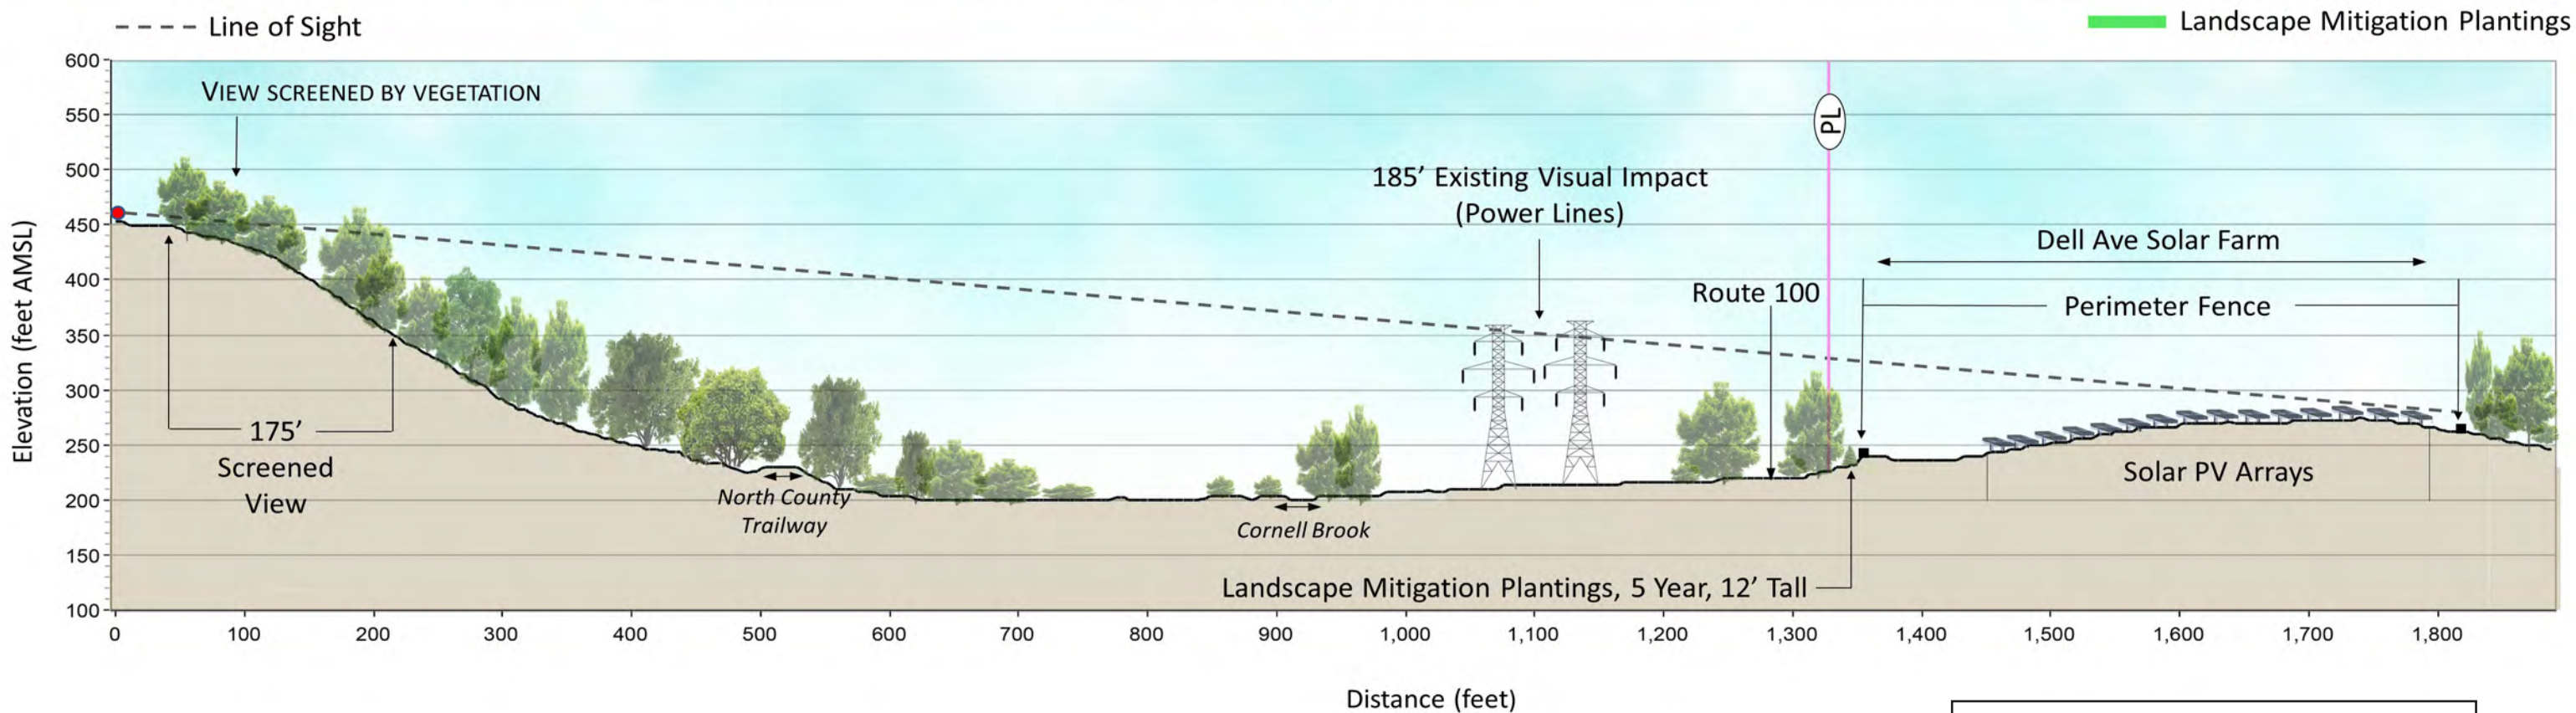 Line of Sight
Landscape Mitigation Plantings
600
550
500
450
400
350
300
250
200
150
100
Elevation (feet AMSL)
VIEW SCREENED BY VEGETATION
175’
Screened
View
North County
Trailway
Cornell Brook
185’ Existing Visual Impact
(Power Lines)
Route 100
PL
Dell Ave Solar Farm
Perimeter Fence
Solar PV Arrays
Landscape Mitigation Plantings, 5 Year, 12’ Tall
0
100
200
300
400
500
600
700
800
900
1,000
1,100
1,200
1,300
1,400
1,500
1,600
1,700
1,800
Distance (feet)